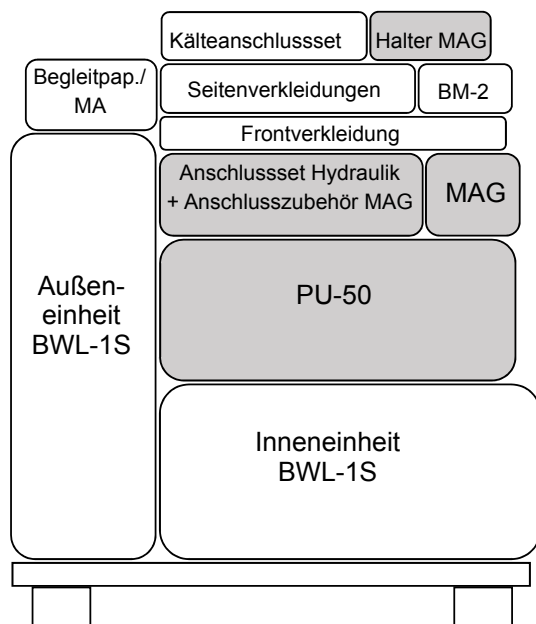 Kälteanschlussset
Halter MAG
Begleitpap./
MA
Seitenverkleidungen
BM-2
Frontverkleidung
Anschlussset Hydraulik
+ Anschlusszubehör MAG
MAG
Außen-
einheit
BWL-1S
PU-50
Inneneinheit
BWL-1S